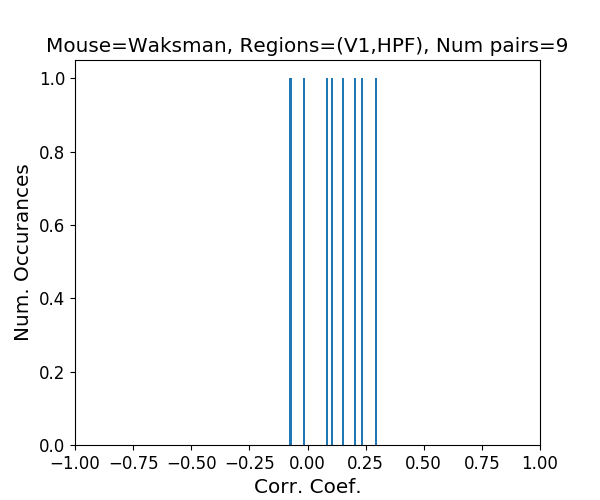 Mouse=Waksman, Regions=(V1,HPF), Num pairs=9
1.0
0.8
0.6
0.4
0.2
0.0
Num. Occurances
−1.00 −0.75 −0.50 −0.25 0.00 0.25 0.50 0.75 1.00
Corr. Coef.